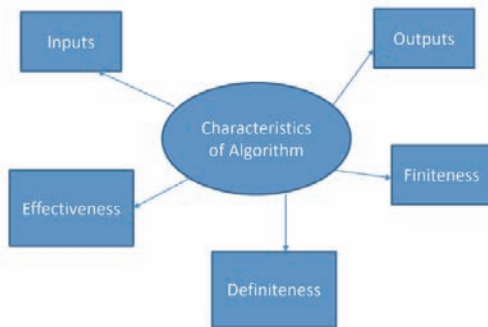 Inputs
Outputs
Characteristics
of Algorithm
Finiteness
Effectiveness
Definiteness